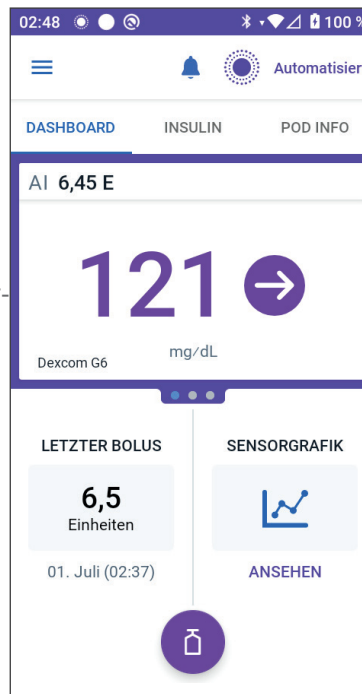 02:48 100 %
Automatisier
DASHBOARD INSULIN POD INFO
AI 6,45 E
121
mg/dL
Dexcom G6
LETZTER BOLUS SENSORGRAFIK
6,5
Einheiten
01. Juli (02:37) ANSEHEN